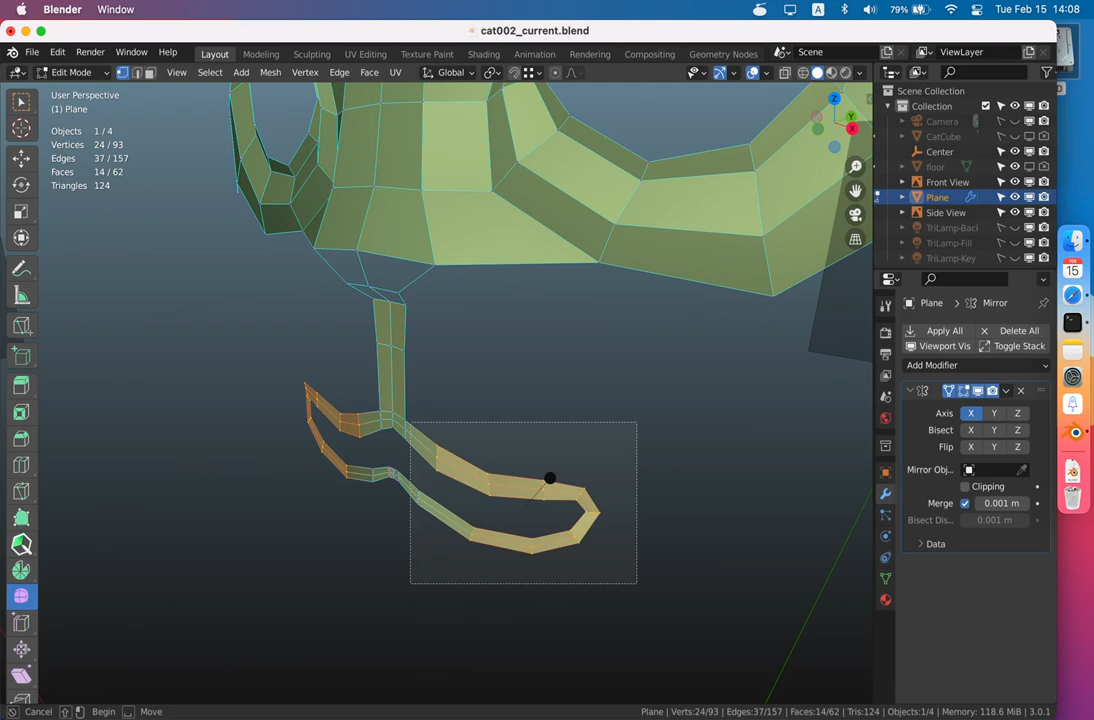 Blender Window A 79% Tue Feb 15 14:08
cat002_current.blend
File Edit Render Window Help Layout Modeling Sculpting UV Editing Texture Paint Shading Animation Rendering Compositing Geometry Nodes Scene ViewLayer
Edit Mode View Select Add Mesh Vertex Edge Face UV Global
Scene Collection
User Perspective
(1) Plane
Collection
Camera
Objects 1 / 4
CatCube
Vertices 24 / 93
Edges 37 / 157
Center
Faces 14 / 62
floor
Triangles 124
Front View
Plane
Side View
TriLamp-Back
TriLamp-Fill
TriLamp-Key
Z
Y
X
FEB
15
Plane > Mirror
Apply All Delete All
Viewport Vis Toggle Stack
Add Modifier
Axis X Y Z
Bisect X Y Z
Flip X Y Z
Mirror Obj...
Clipping
Merge 0.001 m
Bisect Dis... 0.001 m
Data
Cancel Begin Move Plane | Verts:24/93 | Edges:37/157 | Faces:14/62 | Tris:124 | Objects:1/4 | Memory: 118.6 MiB | 3.0.1